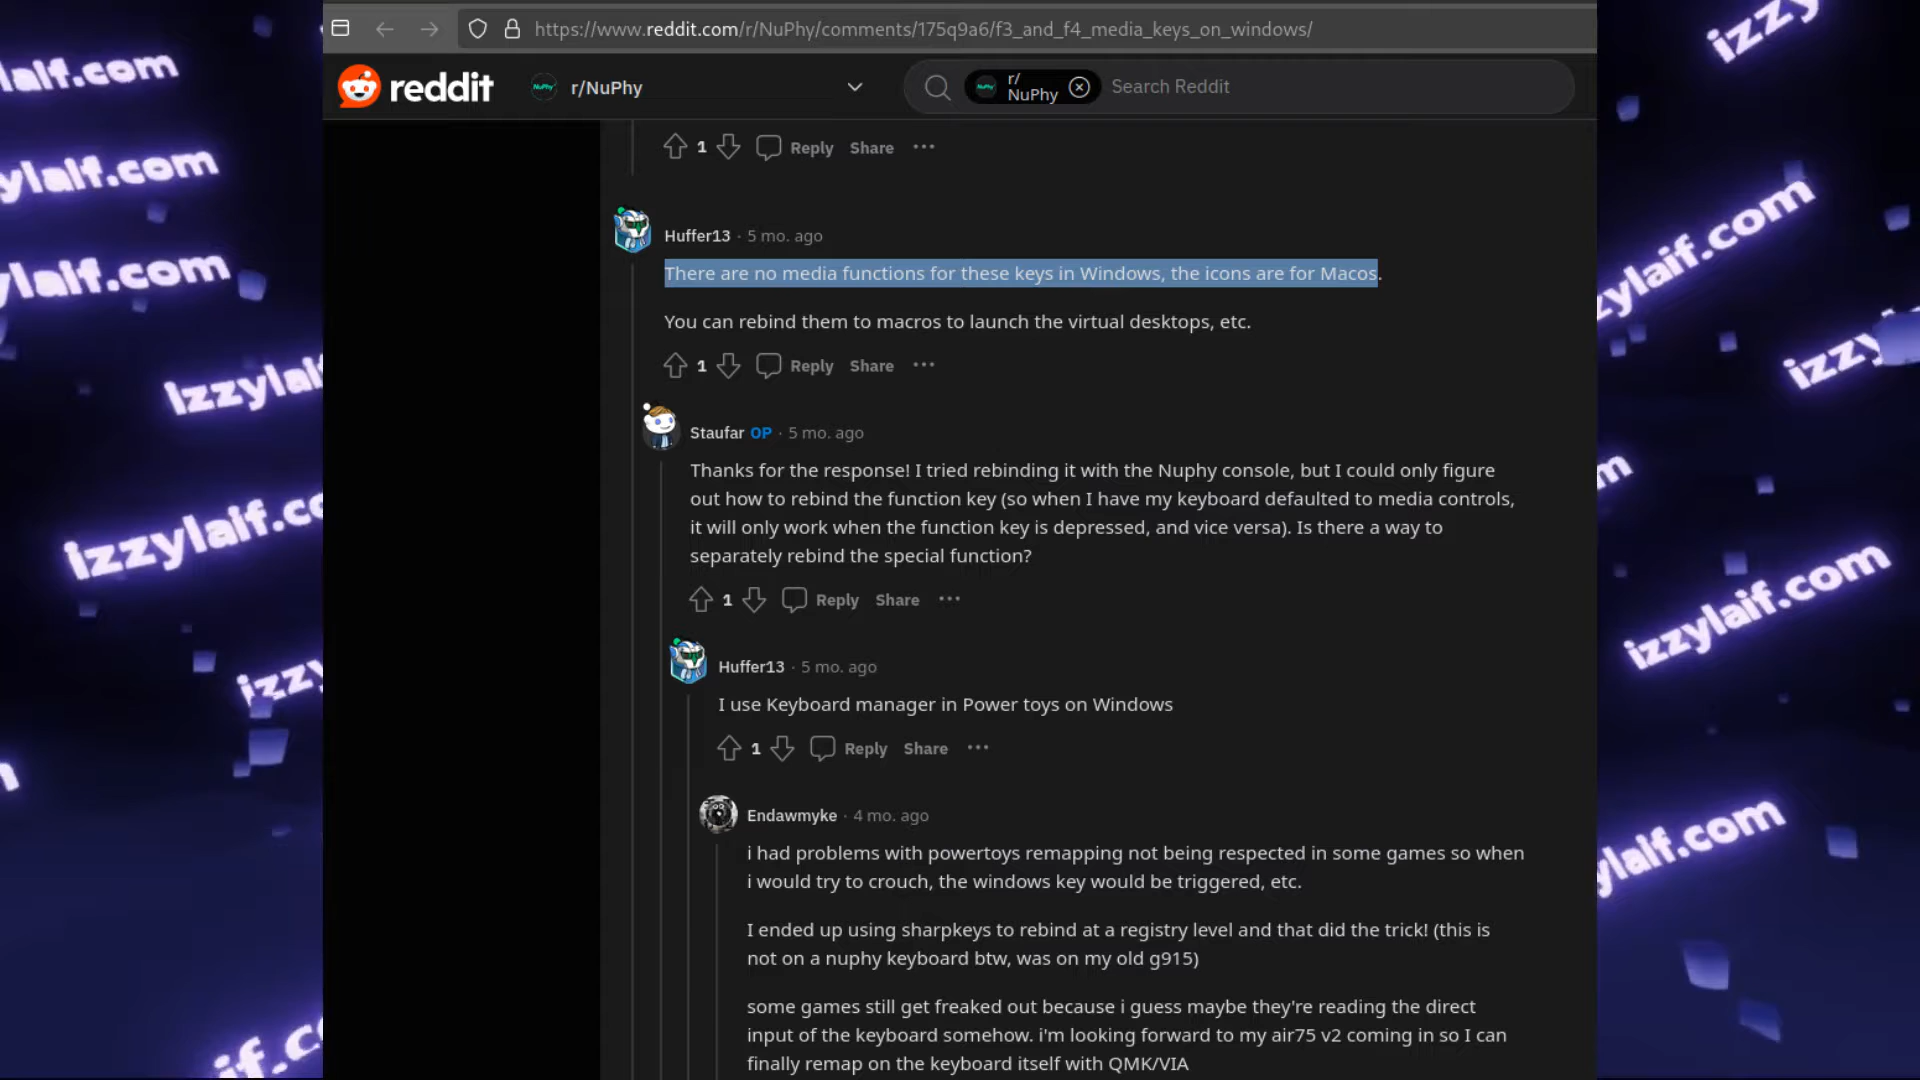 https://www.reddit.com/r/NuPhy/comments/175q9a6/f3_and_f4_media_keys_on_windows/
reddit
r/NuPhy
r/
NuPhy
Search Reddit
1 Reply Share
Huffer13 · 5 mo. ago
There are no media functions for these keys in Windows, the icons are for Macos.
You can rebind them to macros to launch the virtual desktops, etc.
1 Reply Share
Staufar OP · 5 mo. ago
Thanks for the response! I tried rebinding it with the Nuphy console, but I could only figure
out how to rebind the function key (so when I have my keyboard defaulted to media controls,
it will only work when the function key is depressed, and vice versa). Is there a way to
separately rebind the special function?
1 Reply Share
Huffer13 · 5 mo. ago
I use Keyboard manager in Power toys on Windows
1 Reply Share
Endawmyke · 4 mo. ago
i had problems with powertoys remapping not being respected in some games so when
i would try to crouch, the windows key would be triggered, etc.
I ended up using sharpkeys to rebind at a registry level and that did the trick! (this is
not on a nuphy keyboard btw, was on my old g915)
some games still get freaked out because i guess maybe they're reading the direct
input of the keyboard somehow. i'm looking forward to my air75 v2 coming in so I can
finally remap on the keyboard itself with QMK/VIA
izzylaif.com
izzylaif.com